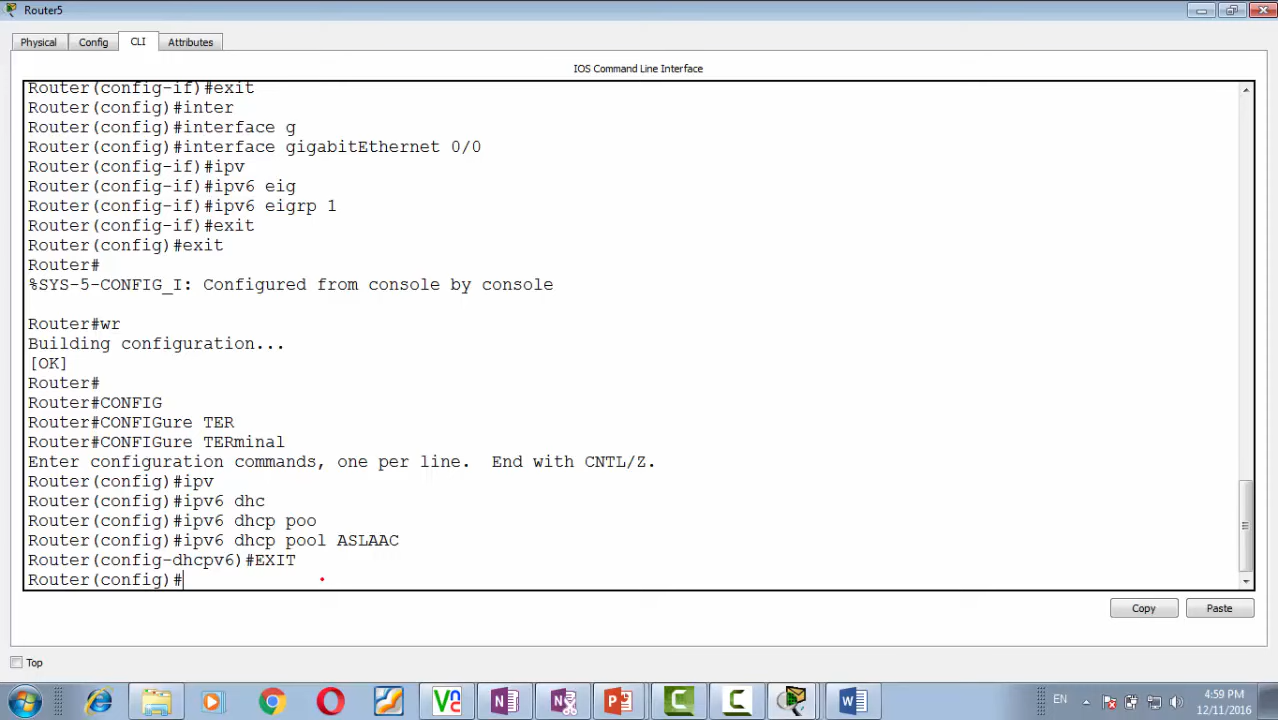 Router5
Physical
Config
CLI
Attributes
IOS Command Line Interface
Router(config-if)#exit
Router(config)#inter
Router(config)#interface g
Router(config)#interface gigabitEthernet 0/0
Router(config-if)#ipv
Router(config-if)#ipv6 eig
Router(config-if)#ipv6 eigrp 1
Router(config-if)#exit
Router(config)#exit
Router#
%SYS-5-CONFIG_I: Configured from console by console
Router#wr
Building configuration...
[OK]
Router#
Router#CONFIG
Router#CONFIGure TER
Router#CONFIGure TERminal
Enter configuration commands, one per line.  End with CNTL/Z.
Router(config)#ipv
Router(config)#ipv6 dhc
Router(config)#ipv6 dhcp poo
Router(config)#ipv6 dhcp pool ASLAAC
Router(config-dhcpv6)#EXIT
Router(config)#
Copy
Paste
Top
EN
4:59 PM
12/11/2016